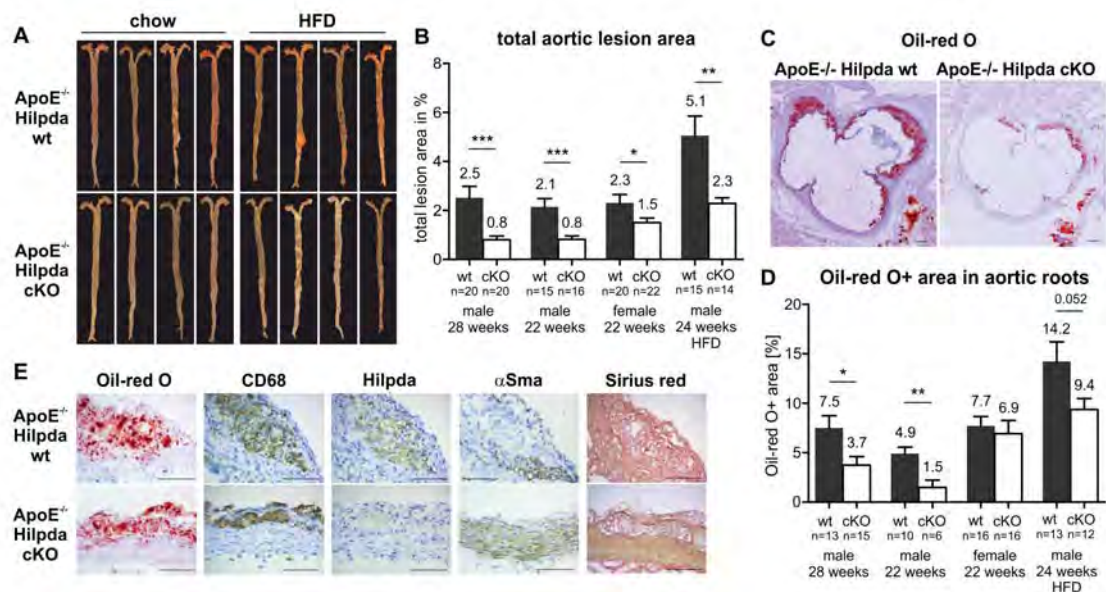 A
chow
HFD
ApoE-/-
Hilpda
wt
ApoE-/-
Hilpda
cKO
B
total aortic lesion area
total lesion area in %
8
6
4
2
0
2.5
***
0.8
2.1
***
0.8
2.3
*
1.5
5.1
**
2.3
wt cKO wt cKO wt cKO wt cKO
n=20 n=20 n=15 n=16 n=20 n=22 n=15 n=14
male male female male
28 weeks 22 weeks 22 weeks 24 weeks
HFD
C
Oil-red O
ApoE-/- Hilpda wt ApoE-/- Hilpda cKO
D
Oil-red O+ area in aortic roots
Oil-red O+ area [%]
20
15
10
5
0
7.5
*
3.7
4.9
**
1.5
7.7
6.9
14.2
0.052
9.4
wt cKO wt cKO wt cKO wt cKO
n=13 n=15 n=10 n=6 n=16 n=16 n=13 n=12
male male female male
28 weeks 22 weeks 22 weeks 24 weeks
HFD
E
Oil-red O CD68 Hilpda αSma Sirius red
ApoE-/-
Hilpda
wt
ApoE-/-
Hilpda
cKO